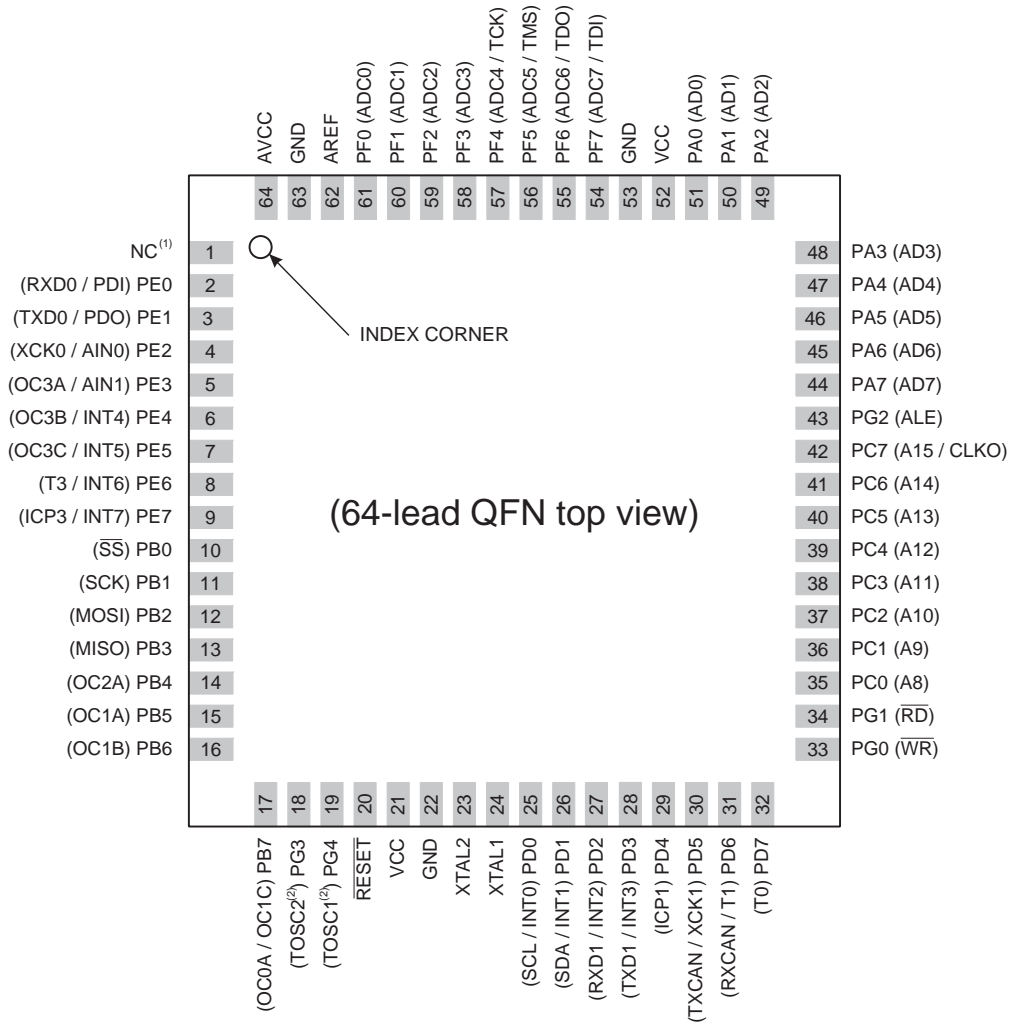 AVCC
GND
AREF
PF0 (ADC0)
PF1 (ADC1)
PF2 (ADC2)
PF3 (ADC3)
PF4 (ADC4 / TCK)
PF5 (ADC5 / TMS)
PF6 (ADC6 / TDO)
PF7 (ADC7 / TDI)
GND
VCC
PA0 (AD0)
PA1 (AD1)
PA2 (AD2)
64
63
62
61
60
59
58
57
56
55
54
53
52
51
50
49
NC(1) 1
(RXD0 / PDI) PE0 2
(TXD0 / PDO) PE1 3
(XCK0 / AIN0) PE2 4
(OC3A / AIN1) PE3 5
(OC3B / INT4) PE4 6
(OC3C / INT5) PE5 7
(T3 / INT6) PE6 8
(ICP3 / INT7) PE7 9
(S̅S̅) PB0 10
(SCK) PB1 11
(MOSI) PB2 12
(MISO) PB3 13
(OC2A) PB4 14
(OC1A) PB5 15
(OC1B) PB6 16
INDEX CORNER
(64-lead QFN top view)
48 PA3 (AD3)
47 PA4 (AD4)
46 PA5 (AD5)
45 PA6 (AD6)
44 PA7 (AD7)
43 PG2 (ALE)
42 PC7 (A15 / CLKO)
41 PC6 (A14)
40 PC5 (A13)
39 PC4 (A12)
38 PC3 (A11)
37 PC2 (A10)
36 PC1 (A9)
35 PC0 (A8)
34 PG1 (R̅D̅)
33 PG0 (W̅R̅)
17
18
19
20
21
22
23
24
25
26
27
28
29
30
31
32
(OC0A / OC1C) PB7
(TOSC2(2)) PG3
(TOSC1(2)) PG4
R̅E̅S̅E̅T̅
VCC
GND
XTAL2
XTAL1
(SCL / INT0) PD0
(SDA / INT1) PD1
(RXD1 / INT2) PD2
(TXD1 / INT3) PD3
(ICP1) PD4
(TXCAN / XCK1) PD5
(RXCAN / T1) PD6
(T0) PD7